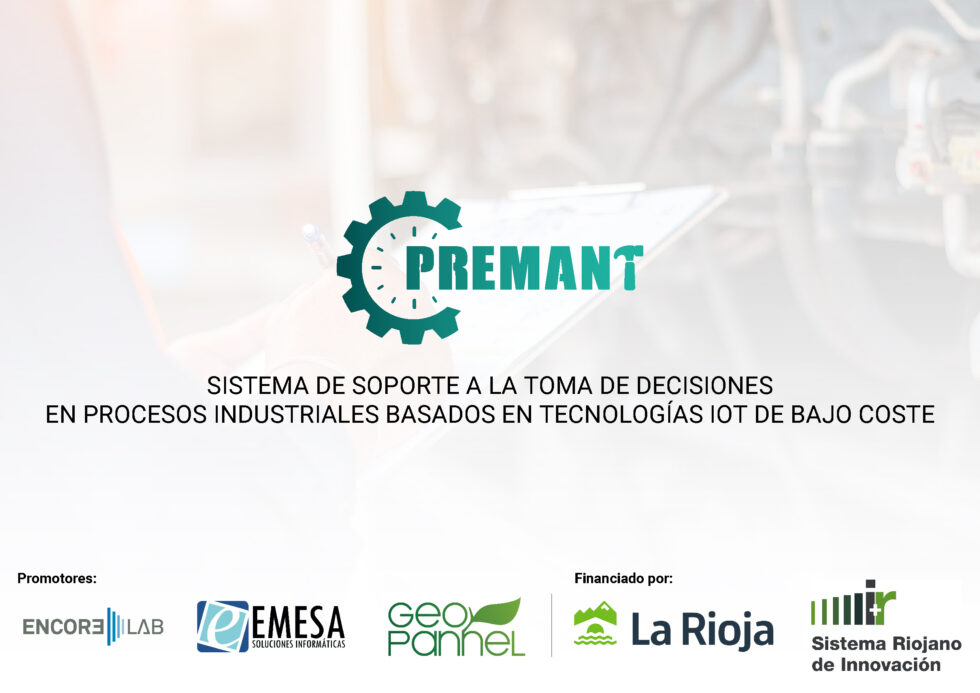 PREMANT
SISTEMA DE SOPORTE A LA TOMA DE DECISIONES
EN PROCESOS INDUSTRIALES BASADOS EN TECNOLOGÍAS IOT DE BAJO COSTE
Promotores:
ENCORE LAB
e EMESA
SOLUCIONES INFORMÁTICAS
GEO
PANNEL
Financiado por:
La Rioja
ir+
Sistema Riojano
de Innovación